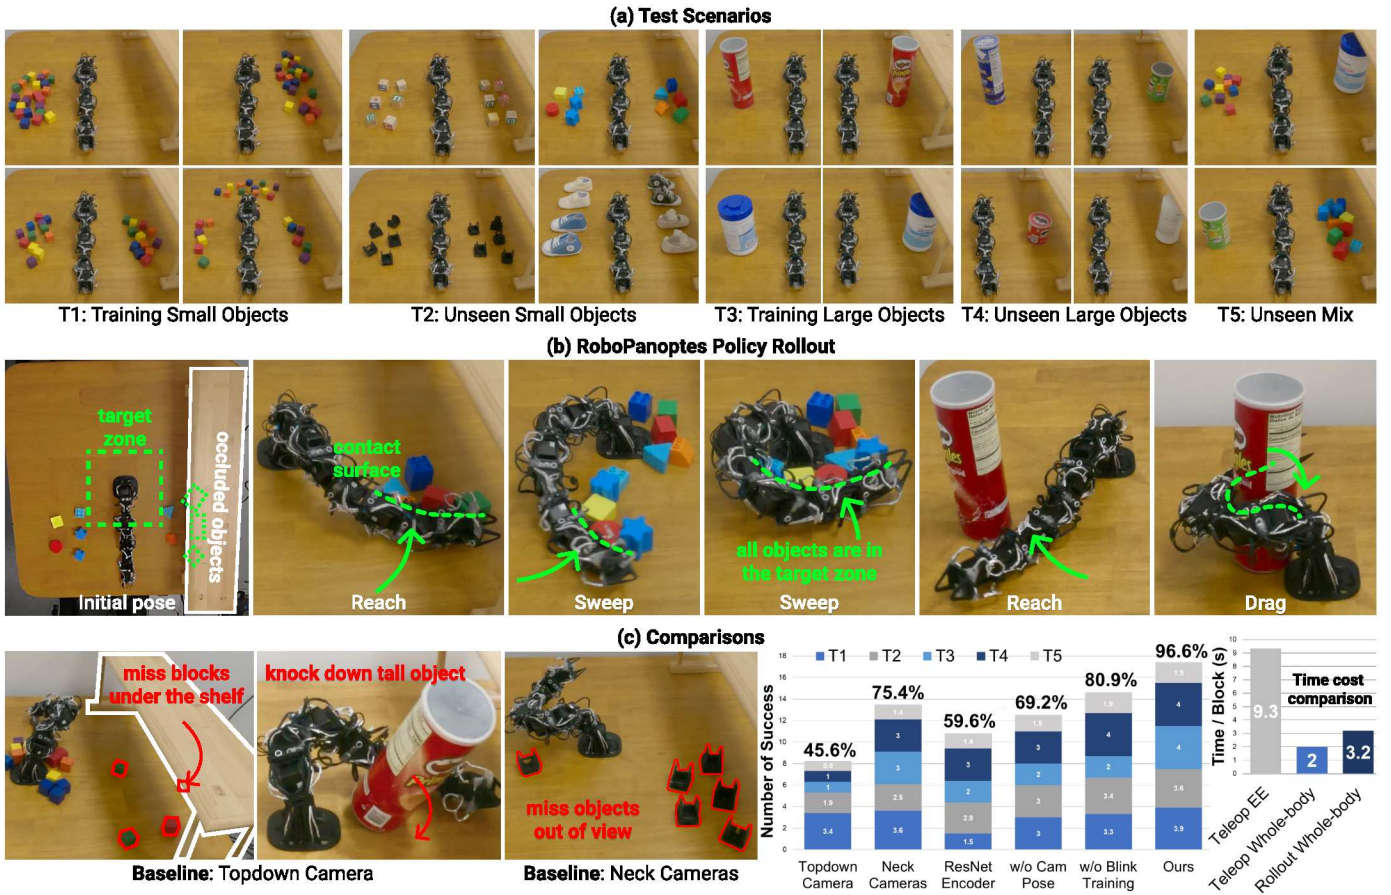 (a) Test Scenarios
T1: Training Small Objects
T2: Unseen Small Objects
T3: Training Large Objects
T4: Unseen Large Objects
T5: Unseen Mix
(b) RoboPanoptes Policy Rollout
target
zone
occluded objects
Initial pose
contact
surface
Reach
Sweep
all objects are in
the target zone
Sweep
Reach
Drag
(c) Comparisons
miss blocks
under the shelf
knock down tall object
miss objects
out of view
Baseline: Topdown Camera
Baseline: Neck Cameras
Number of Success
18
16
14
12
10
8
6
4
2
0
T1 T2 T3 T4 T5
45.6%
0.9
1
1
1.9
3.4
75.4%
1.4
3
3
2.5
3.6
59.6%
1.4
3
2
2.9
1.5
69.2%
1.5
3
2
3
3
80.9%
1.9
4
2
3.4
3.3
96.6%
1.9
4
4
3.6
3.9
Topdown
Camera
Neck
Cameras
ResNet
Encoder
w/o Cam
Pose
w/o Blink
Training
Ours
Time / Block (s)
10
9
8
7
6
5
4
3
2
1
0
Time cost
comparison
9.3
2
3.2
Teleop EE
Teleop Whole-body
Rollout Whole-body